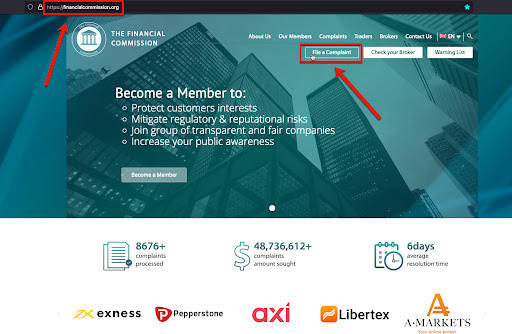 https://financialcommission.org
THE FINANCIAL
COMMISSION
About Us Our Members Complaints Traders Brokers Contact Us EN
File a Complaint Check your Broker Warning List
Become a Member to:
Protect customers interests
Mitigate regulatory & reputational risks
Join group of transparent and fair companies
Increase your public awareness
Become a Member
8676+
complaints
processed
48,736,612+
complaints
amount sought
6days
average
resolution time
exness Pepperstone axi Libertex A·MARKETS
Your online broker